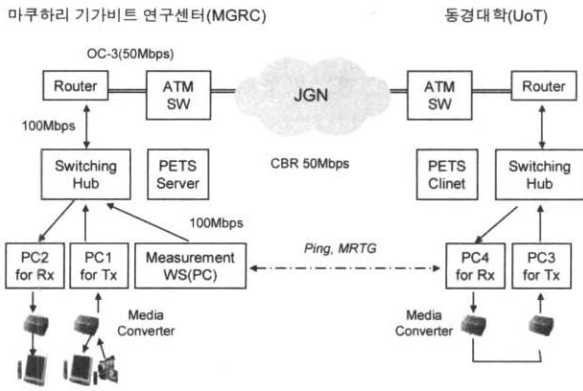 마쿠하리 기가비트 연구센터(MGRC)
동경대학(UoT)
OC-3(50Mbps)
Router
ATM
SW
JGN
ATM
SW
Router
100Mbps
Switching
Hub
PETS
Server
CBR 50Mbps
PETS
Clinet
Switching
Hub
100Mbps
PC2
for Rx
PC1
for Tx
Measurement
WS(PC)
Ping, MRTG
PC4
for Rx
PC3
for Tx
Media
Converter
Media
Converter